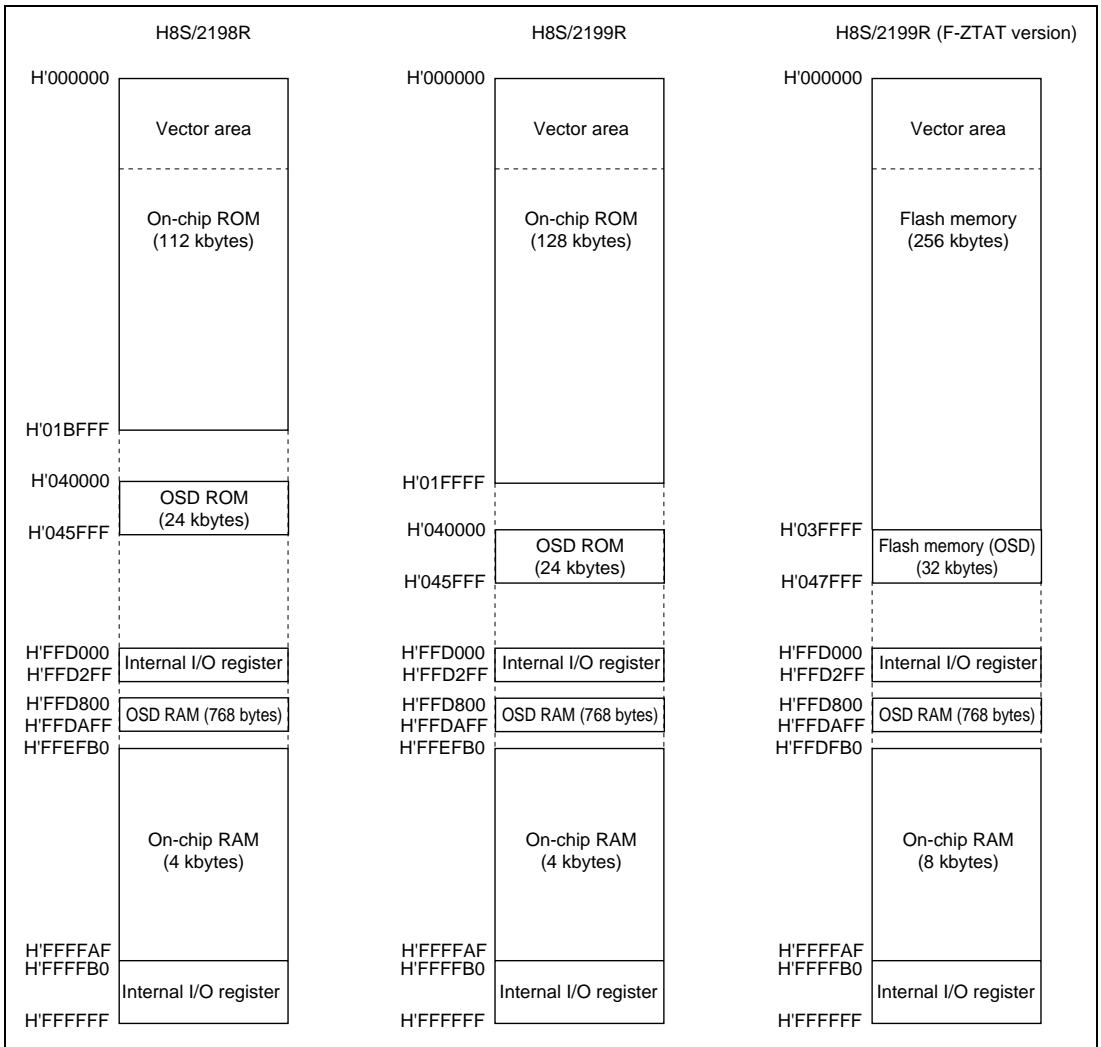 H8S/2198R
H'000000
Vector area
On-chip ROM
(112 kbytes)
H'01BFFF
H'040000
OSD ROM
(24 kbytes)
H'045FFF
H'FFD000
Internal I/O register
H'FFD2FF
H'FFD800
OSD RAM (768 bytes)
H'FFDAFF
H'FFEFB0
On-chip RAM
(4 kbytes)
H'FFFFAF
H'FFFFB0
Internal I/O register
H'FFFFFF
H8S/2199R
H'000000
Vector area
On-chip ROM
(128 kbytes)
H'01FFFF
H'040000
OSD ROM
(24 kbytes)
H'045FFF
H'FFD000
Internal I/O register
H'FFD2FF
H'FFD800
OSD RAM (768 bytes)
H'FFDAFF
H'FFEFB0
On-chip RAM
(4 kbytes)
H'FFFFAF
H'FFFFB0
Internal I/O register
H'FFFFFF
H8S/2199R (F-ZTAT version)
H'000000
Vector area
Flash memory
(256 kbytes)
H'03FFFF
Flash memory (OSD)
(32 kbytes)
H'047FFF
H'FFD000
Internal I/O register
H'FFD2FF
H'FFD800
OSD RAM (768 bytes)
H'FFDAFF
H'FFDFB0
On-chip RAM
(8 kbytes)
H'FFFFAF
H'FFFFB0
Internal I/O register
H'FFFFFF